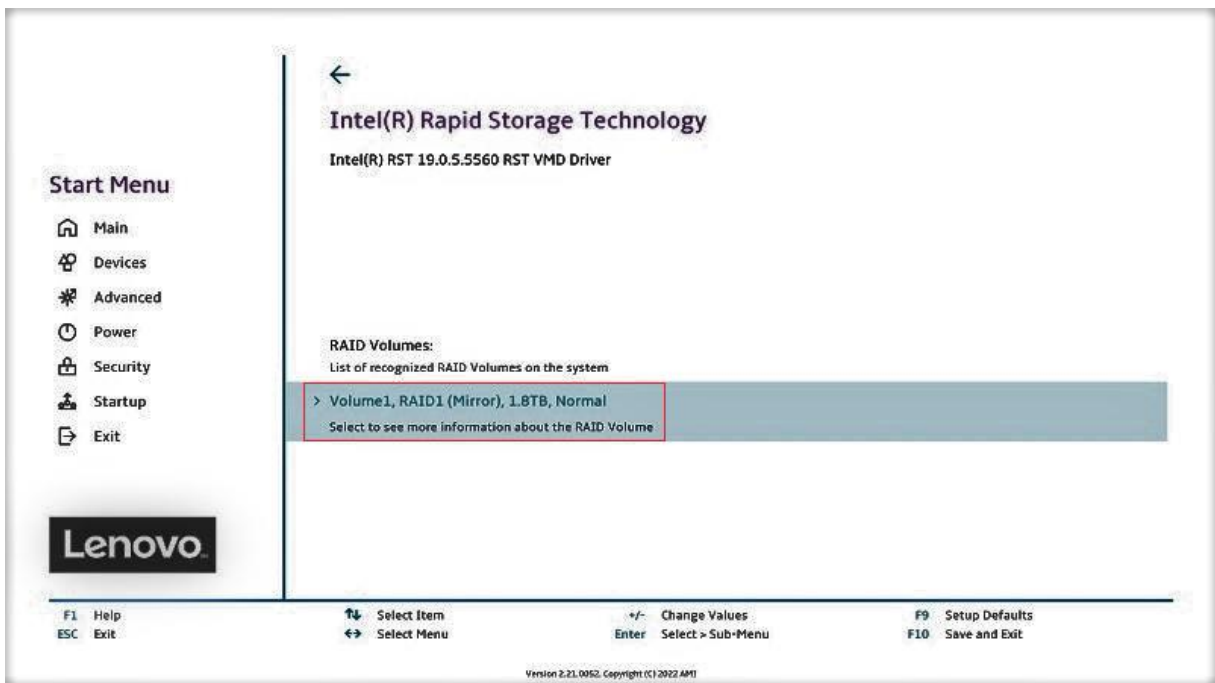 Intel(R) Rapid Storage Technology
Intel(R) RST 19.0.5.5560 RST VMD Driver
Start Menu
Main
Devices
Advanced
Power
Security
Startup
Exit
RAID Volumes:
List of recognized RAID Volumes on the system
> Volume1, RAID1 (Mirror), 1.8TB, Normal
Select to see more information about the RAID Volume
Lenovo
F1 Help
ESC Exit
↑↓ Select Item
←→ Select Menu
+/- Change Values
Enter Select > Sub-Menu
F9 Setup Defaults
F10 Save and Exit
Version 2.21.0052. Copyright (C) 2022 AMI